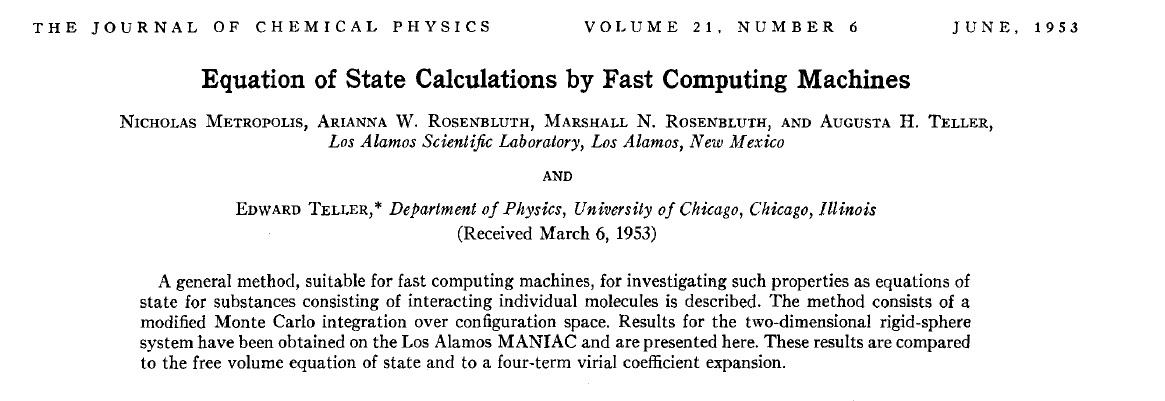 THE JOURNAL OF CHEMICAL PHYSICS VOLUME 21, NUMBER 6 JUNE, 1953
Equation of State Calculations by Fast Computing Machines
NICHOLAS METROPOLIS, ARIANNA W. ROSENBLUTH, MARSHALL N. ROSENBLUTH, AND AUGUSTA H. TELLER,
Los Alamos Scientific Laboratory, Los Alamos, New Mexico
AND
EDWARD TELLER,* Department of Physics, University of Chicago, Chicago, Illinois
(Received March 6, 1953)
A general method, suitable for fast computing machines, for investigating such properties as equations of
state for substances consisting of interacting individual molecules is described. The method consists of a
modified Monte Carlo integration over configuration space. Results for the two-dimensional rigid-sphere
system have been obtained on the Los Alamos MANIAC and are presented here. These results are compared
to the free volume equation of state and to a four-term virial coefficient expansion.